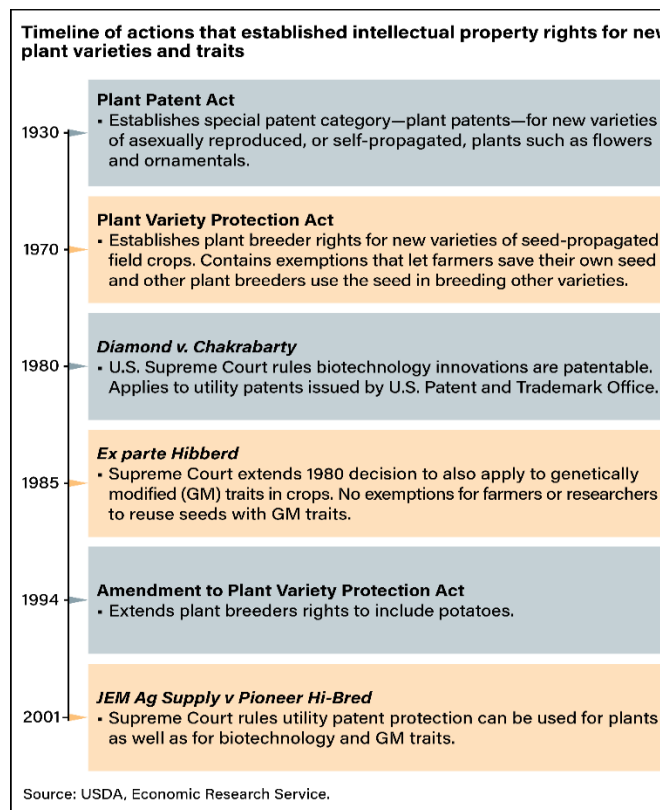 Timeline of actions that established intellectual property rights for new
plant varieties and traits
Plant Patent Act
1930
▪ Establishes special patent category—plant patents—for new varieties
of asexually reproduced, or self-propagated, plants such as flowers
and ornamentals.
Plant Variety Protection Act
1970
▪ Establishes plant breeder rights for new varieties of seed-propagated
field crops. Contains exemptions that let farmers save their own seed
and other plant breeders use the seed in breeding other varieties.
Diamond v. Chakrabarty
1980
▪ U.S. Supreme Court rules biotechnology innovations are patentable.
Applies to utility patents issued by U.S. Patent and Trademark Office.
Ex parte Hibberd
1985
▪ Supreme Court extends 1980 decision to also apply to genetically
modified (GM) traits in crops. No exemptions for farmers or researchers
to reuse seeds with GM traits.
Amendment to Plant Variety Protection Act
1994
▪ Extends plant breeders rights to include potatoes.
JEM Ag Supply v Pioneer Hi-Bred
2001
▪ Supreme Court rules utility patent protection can be used for plants
as well as for biotechnology and GM traits.
Source: USDA, Economic Research Service.